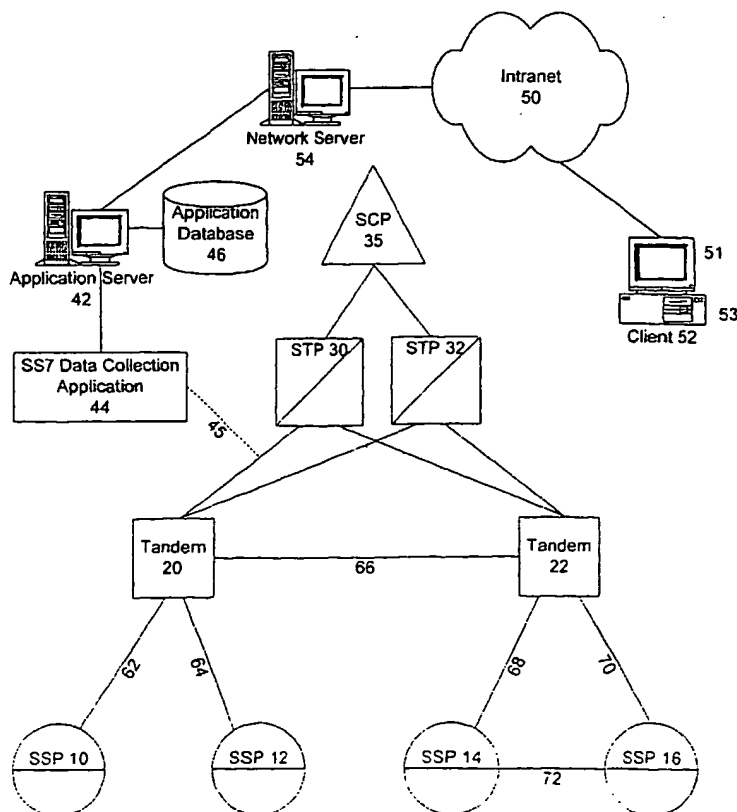 Intranet
50
Network Server
54
SCP
35
Application
Database
46
Application Server
42
51
53
Client 52
STP 30
STP 32
SS7 Data Collection
Application
44
45
Tandem
20
66
Tandem
22
62
64
68
70
SSP 10
SSP 12
SSP 14
SSP 16
72